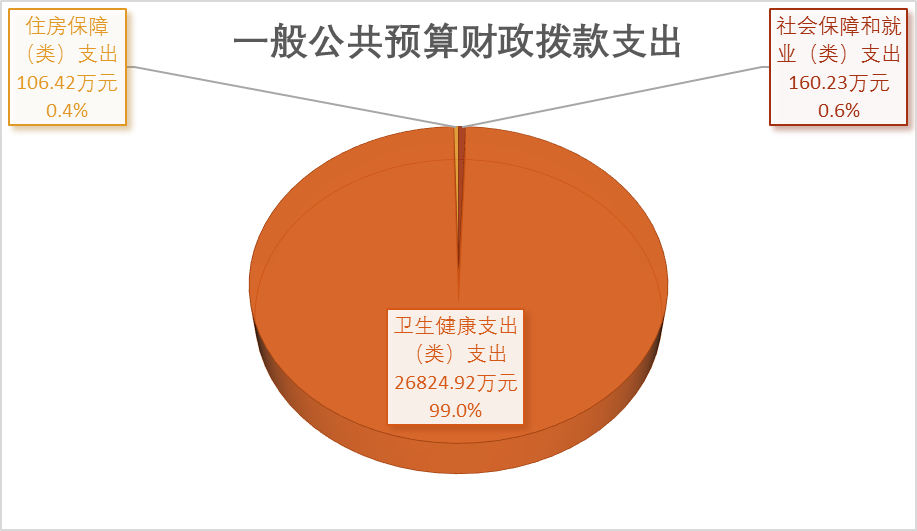 一般公共预算财政拨款支出
住房保障
（类）支出
106.42万元
0.4%
社会保障和就
业（类）支出
160.23万元
0.6%
卫生健康支出
（类）支出
26824.92万元
99.0%